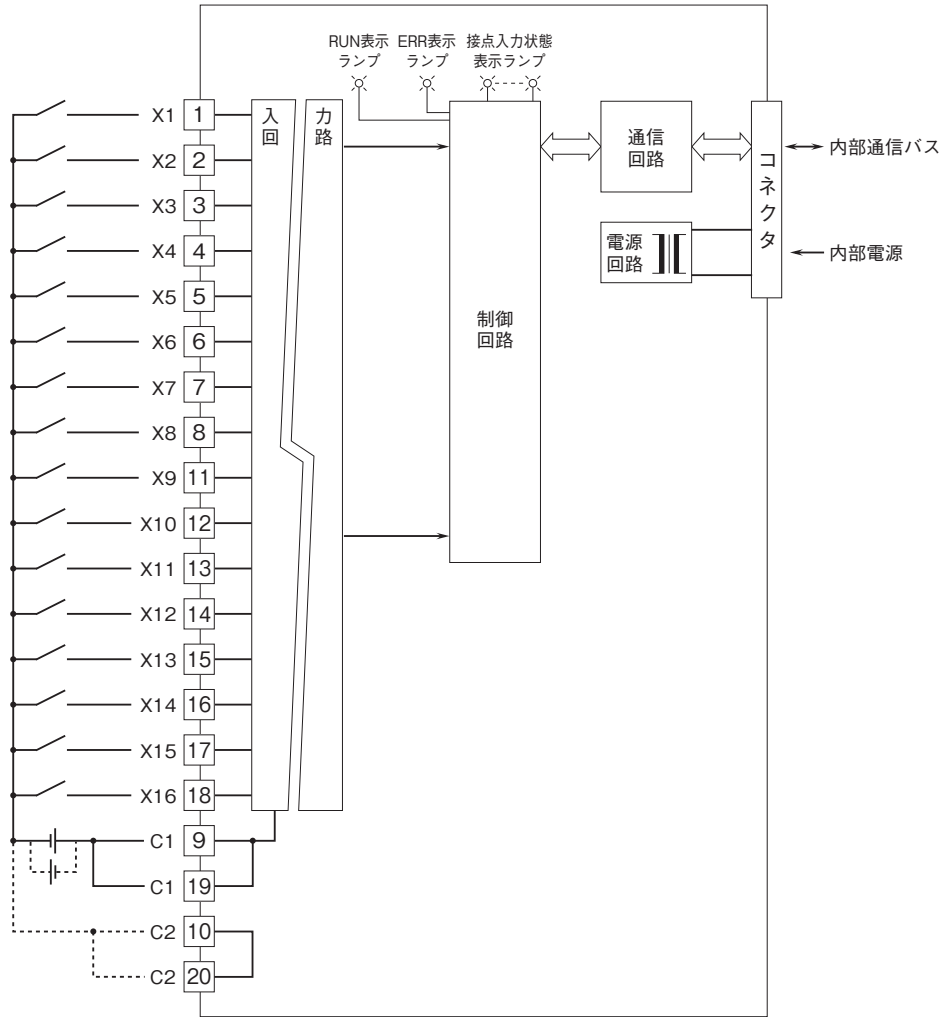 RUN表示
ランプ
ERR表示
ランプ
接点入力状態
表示ランプ
X1 1
X2 2
X3 3
X4 4
X5 5
X6 6
X7 7
X8 8
X9 11
X10 12
X11 13
X12 14
X13 15
X14 16
X15 17
X16 18
C1 9
C1 19
C2 10
C2 20
入力
回路
制御
回路
通信
回路
電源
回路
コネクタ
内部通信バス
内部電源